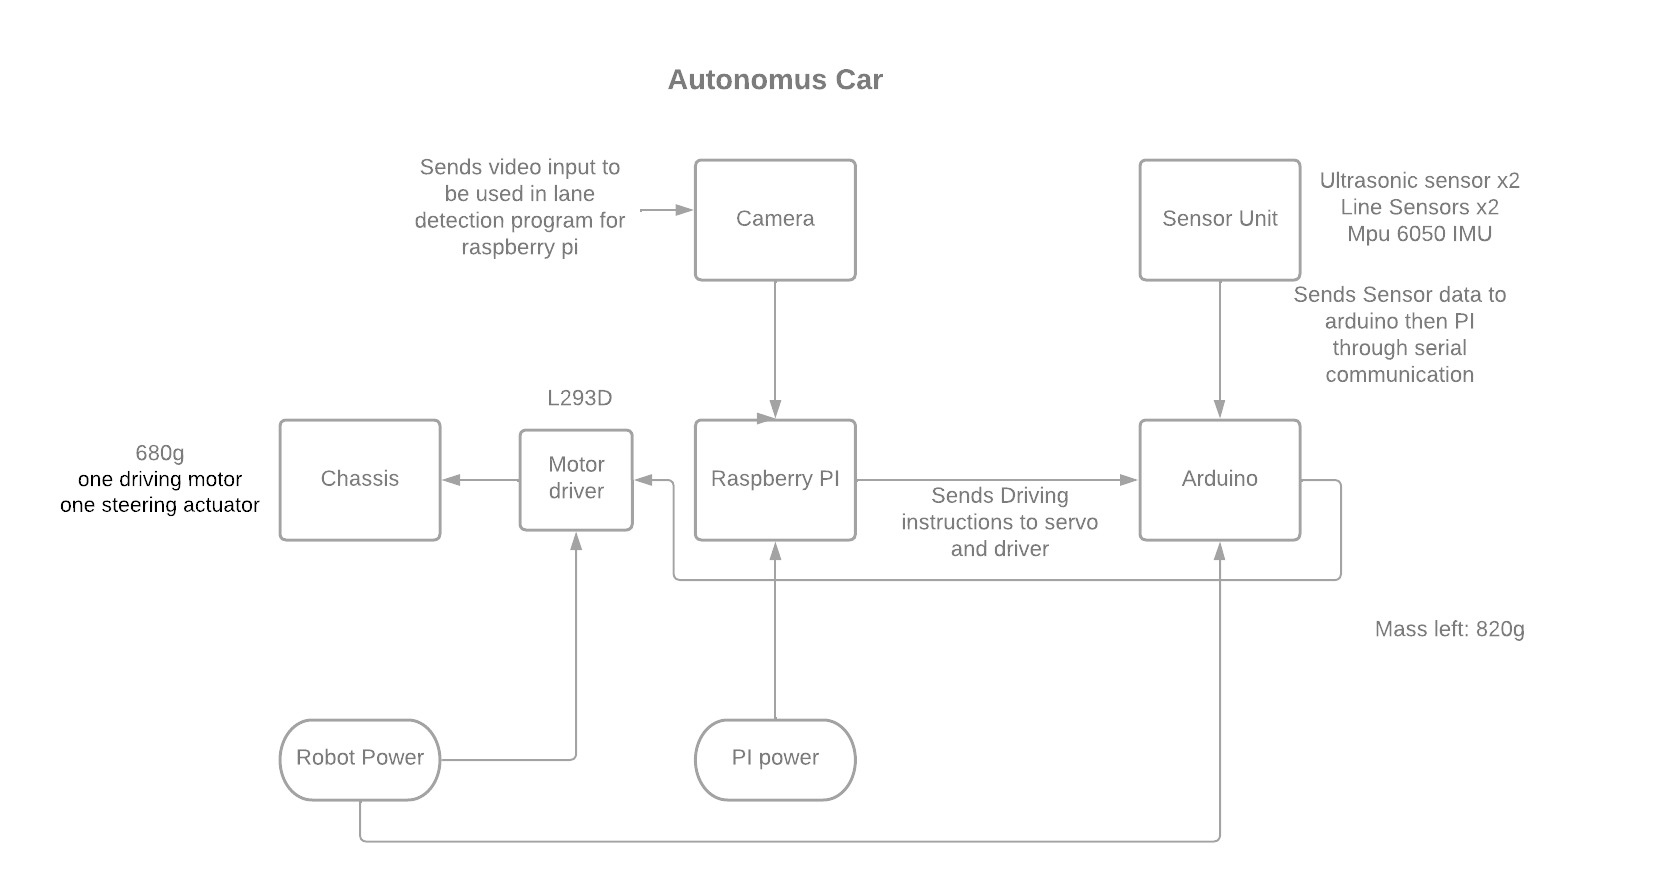 Autonomus Car
Sends video input to
be used in lane
detection program for
raspberry pi
Camera
Sensor Unit
Ultrasonic sensor x2
Line Sensors x2
Mpu 6050 IMU
Sends Sensor data to
arduino then PI
through serial
communication
L293D
680g
one driving motor
one steering actuator
Chassis
Motor
driver
Raspberry PI
Sends Driving
instructions to servo
and driver
Arduino
Mass left: 820g
Robot Power
PI power